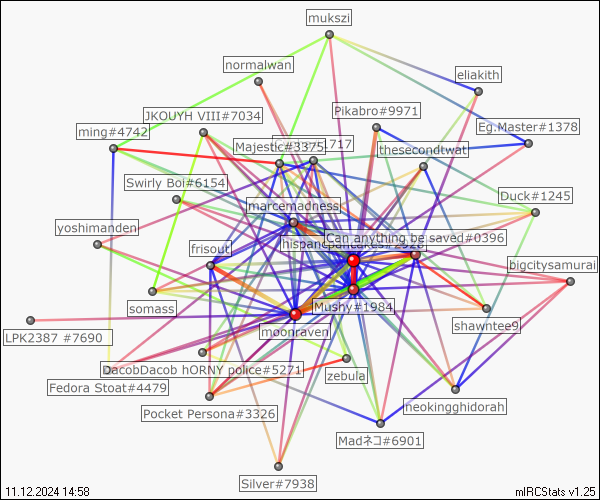 mukszi
normalwan
eliakith
Pikabro#9971
JKOUYH VIII#7034
Eg.Master#1378
ming#4742
Majestic#3375
1717
thesecondtwat
Swirly Boi#6154
Duck#1245
marcemadness
yoshimanden
Can anything be saved#0396
frisout
bigcitysamurai
somass
Mushy#1984
shawntee9
moonraven
LPK2387 #7690
DacobDacob hORNY police#5271
zebula
Fedora Stoat#4479
Pocket Persona#3326
neokingghidorah
Madネコ#6901
Silver#7938
11.12.2024 14:58
mIRCStats v1.25